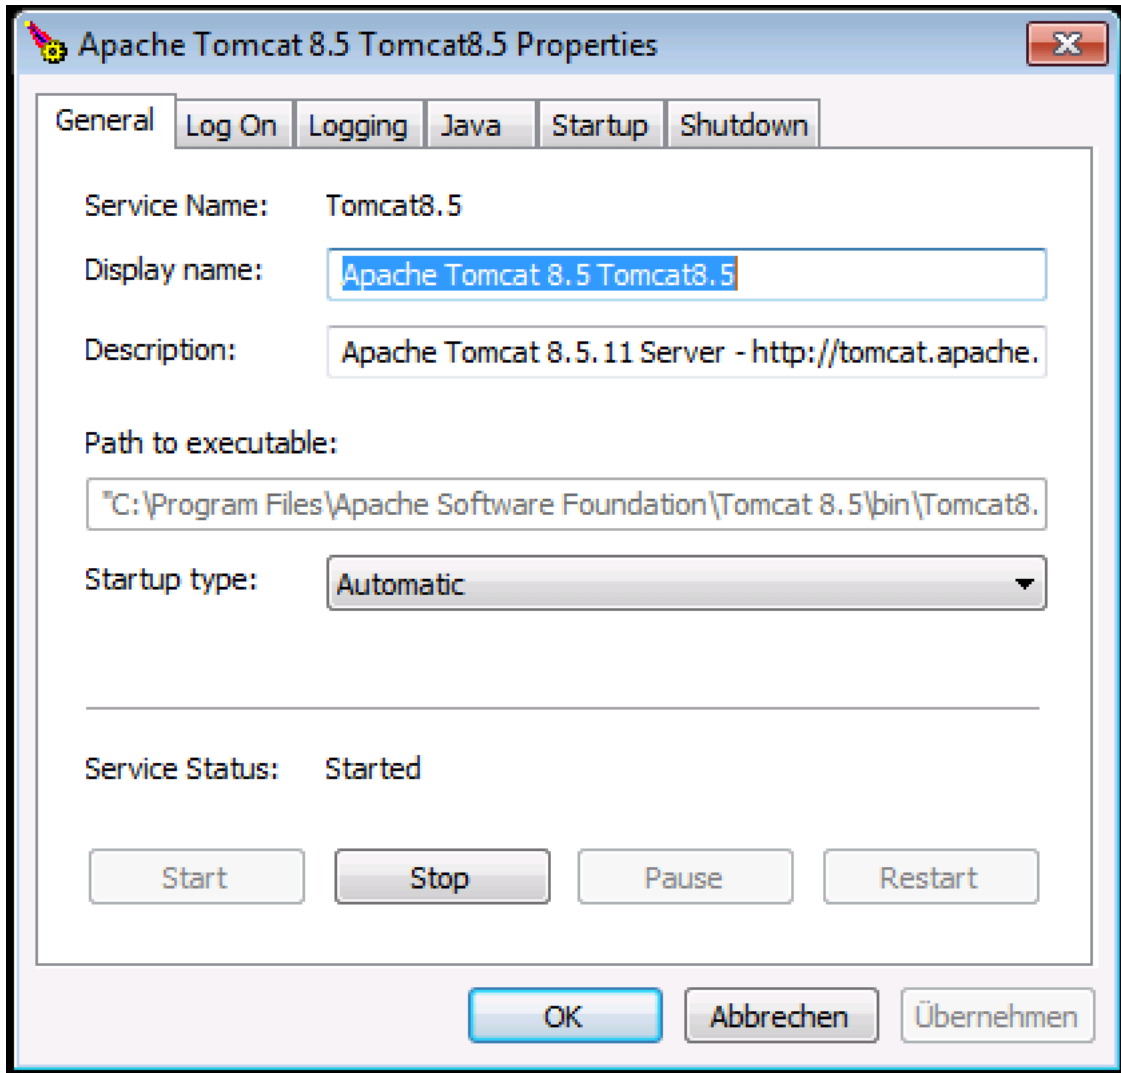 Apache Tomcat 8.5 Tomcat8.5 Properties
General Log On Logging Java Startup Shutdown
Service Name: Tomcat8.5
Display name: Apache Tomcat 8.5 Tomcat8.5
Description: Apache Tomcat 8.5.11 Server - http://tomcat.apache.
Path to executable:
"C:\Program Files\Apache Software Foundation\Tomcat 8.5\bin\Tomcat8.
Startup type: Automatic
Service Status: Started
Start Stop Pause Restart
OK Abbrechen Übernehmen